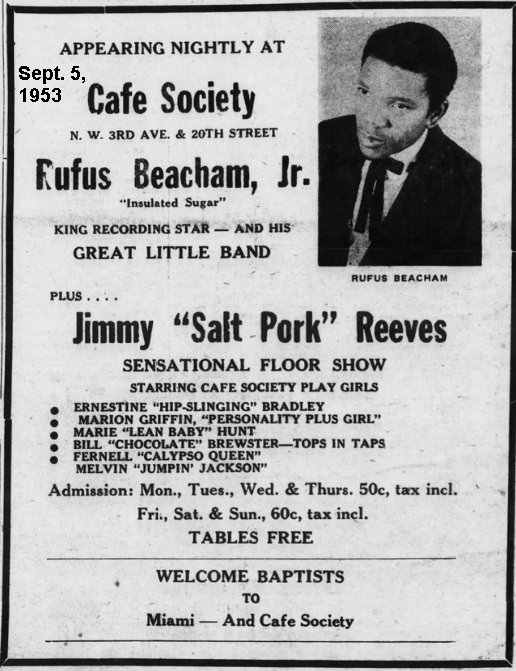 APPEARING NIGHTLY AT
Sept. 5,
1953
Cafe Society
N. W. 3RD AVE. & 20TH STREET
Rufus Beacham, Jr.
"Insulated Sugar"
KING RECORDING STAR — AND HIS
GREAT LITTLE BAND
RUFUS BEACHAM
PLUS . . . .
Jimmy "Salt Pork" Reeves
SENSATIONAL FLOOR SHOW
STARRING CAFE SOCIETY PLAY GIRLS
● ERNESTINE "HIP-SLINGING" BRADLEY
● MARION GRIFFIN, "PERSONALITY PLUS GIRL"
● MARIE "LEAN BABY" HUNT
● BILL "CHOCOLATE" BREWSTER—TOPS IN TAPS
● FERNELL "CALYPSO QUEEN"
MELVIN "JUMPIN' JACKSON"
Admission: Mon., Tues., Wed. & Thurs. 50c, tax incl.
Fri., Sat. & Sun., 60c, tax incl.
TABLES FREE
WELCOME BAPTISTS
TO
Miami — And Cafe Society